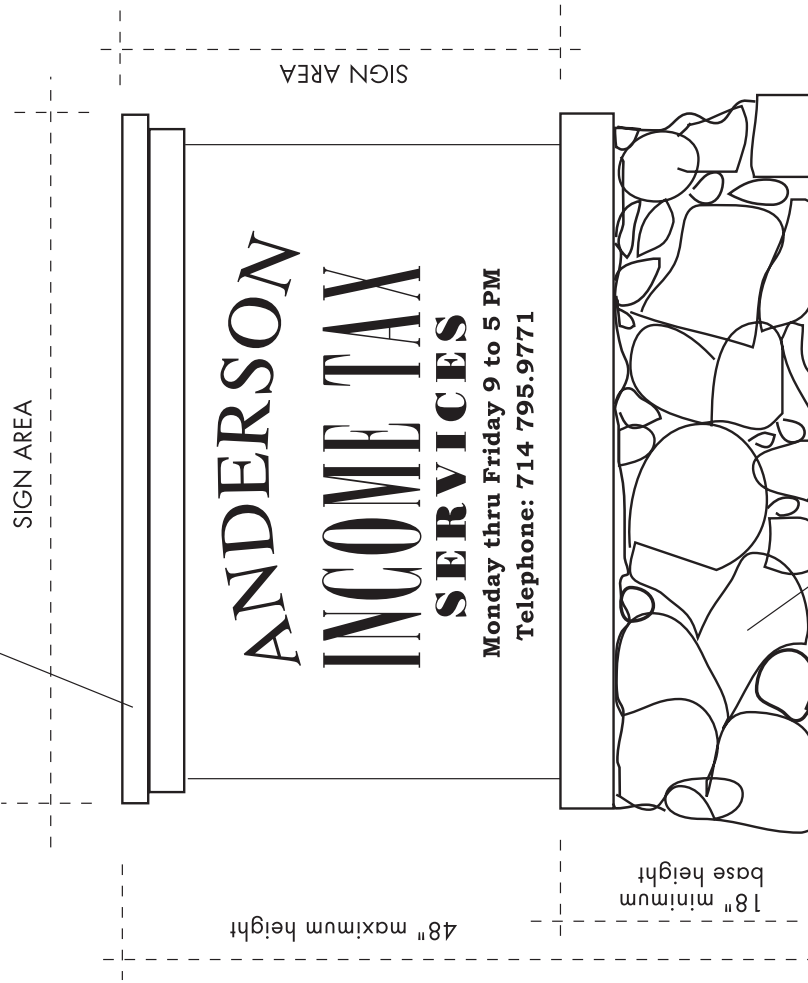 SIGN AREA
SIGN AREA
ANDERSON
INCOME TAX
SERVICES
Monday thru Friday 9 to 5 PM
Telephone: 714 795.9771
48" maximum height
18" minimum
base height